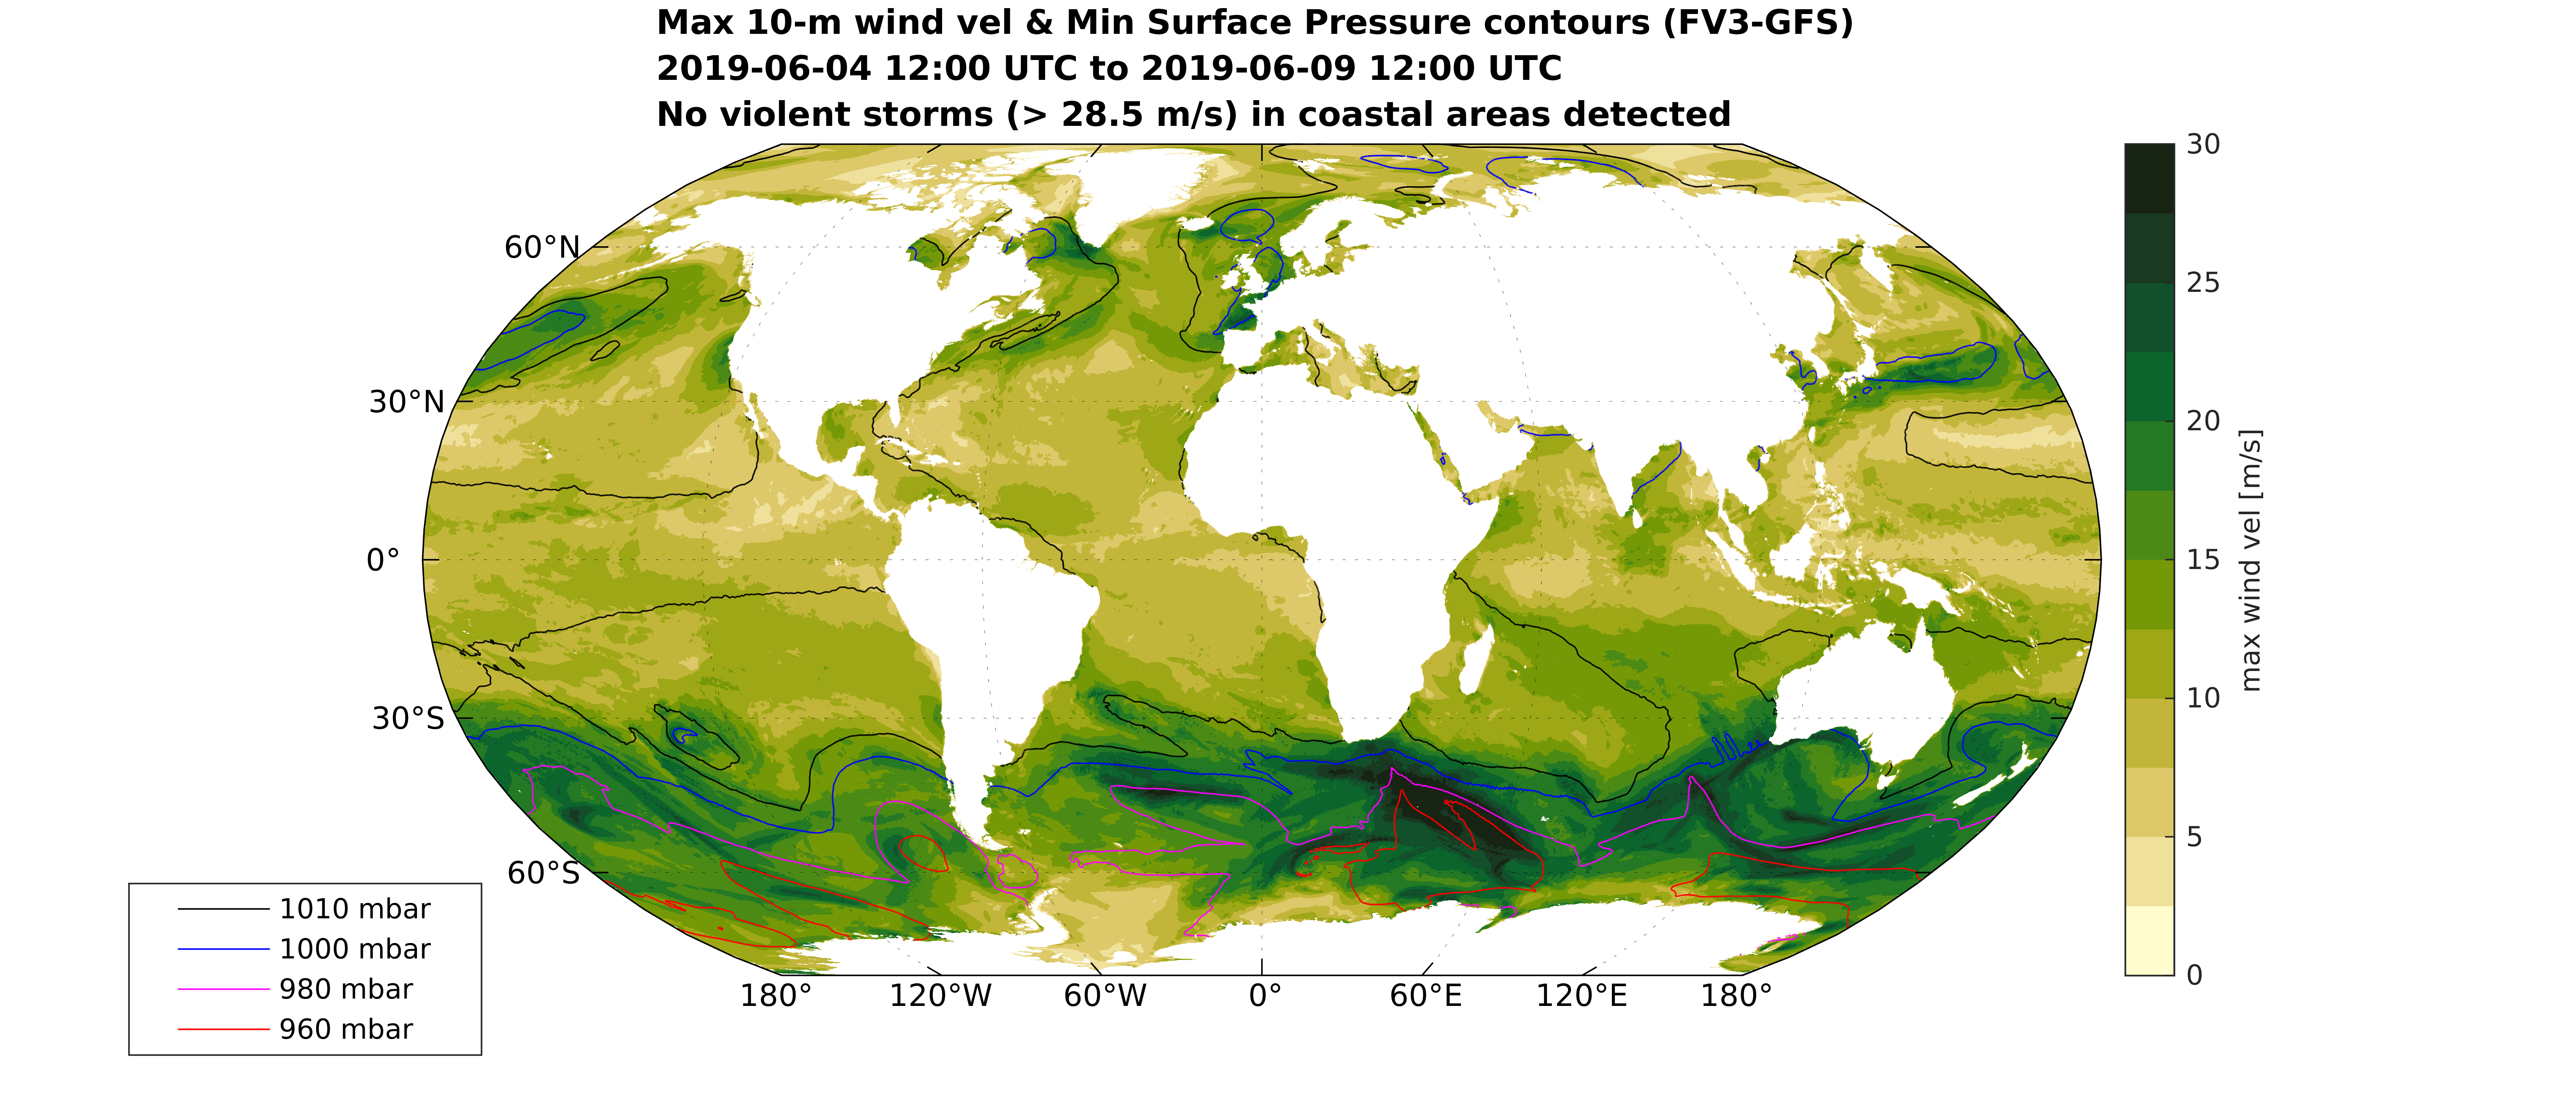 Max 10-m wind vel & Min Surface Pressure contours (FV3-GFS)
2019-06-04 12:00 UTC to 2019-06-09 12:00 UTC
No violent storms (> 28.5 m/s) in coastal areas detected
60°N
30°N
0°
30°S
60°S
180°
120°W
60°W
0°
60°E
120°E
180°
1010 mbar
1000 mbar
980 mbar
960 mbar
30
25
20
15
10
5
0
max wind vel [m/s]